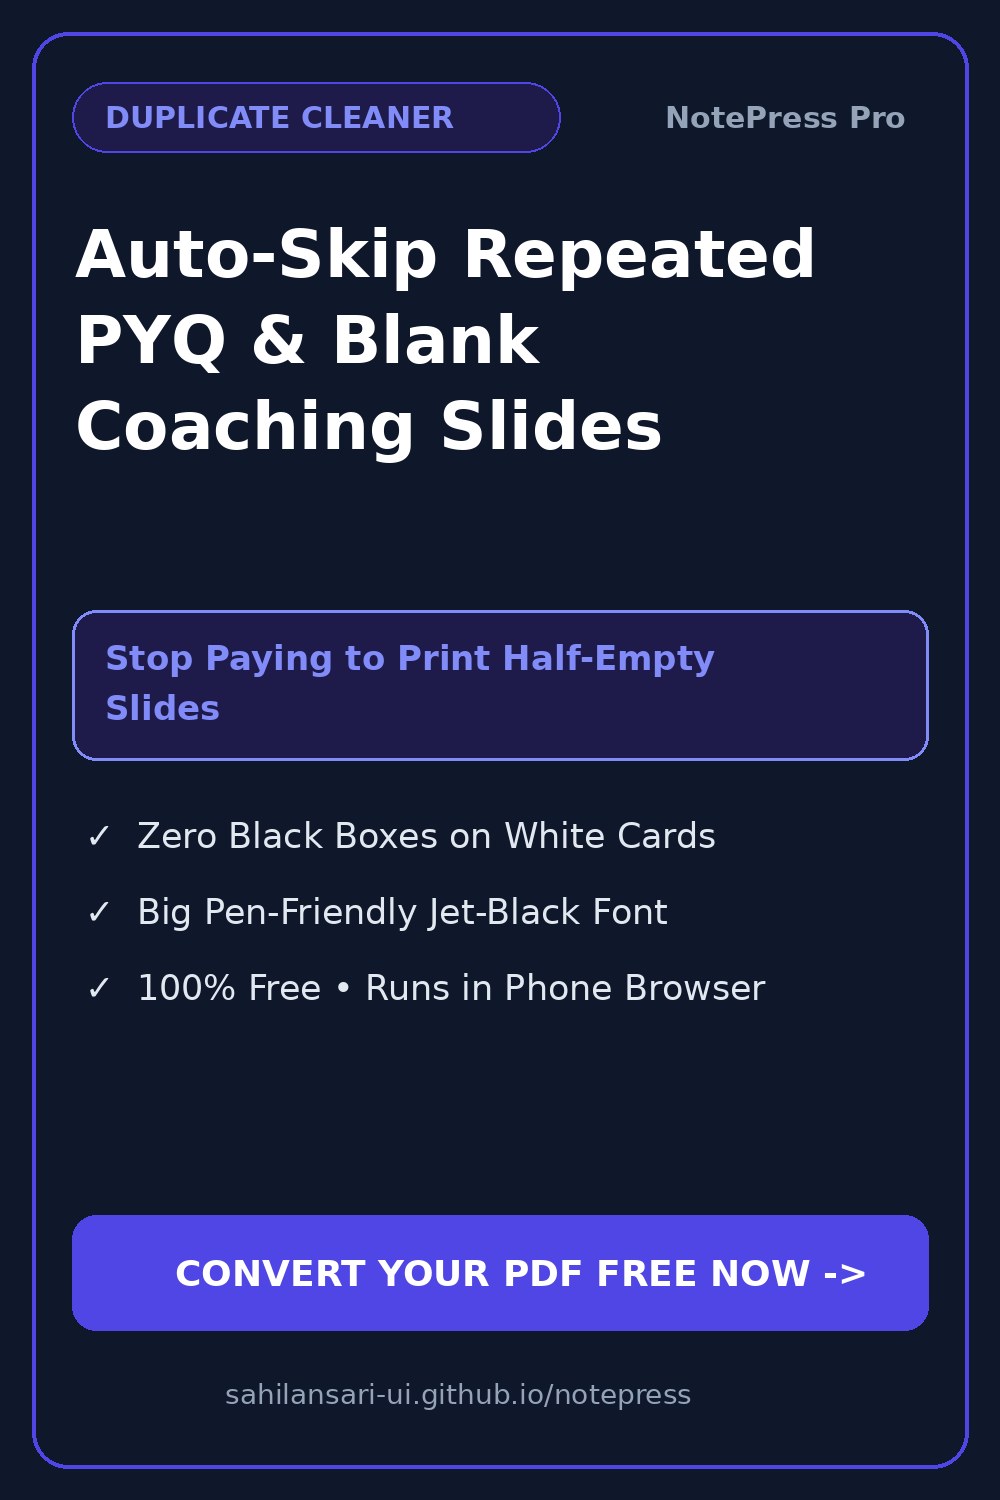 DUPLICATE CLEANER
NotePress Pro
Auto-Skip Repeated
PYQ & Blank
Coaching Slides
Stop Paying to Print Half-Empty
Slides
✓ Zero Black Boxes on White Cards
✓ Big Pen-Friendly Jet-Black Font
✓ 100% Free • Runs in Phone Browser
CONVERT YOUR PDF FREE NOW ->
sahilansari-ui.github.io/notepress